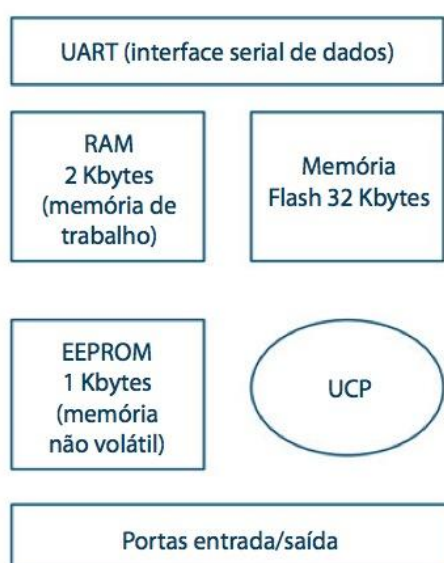 UART (interface serial de dados)
RAM
2 Kbytes
(memória de
trabalho)
Memória
Flash 32 Kbytes
EEPROM
1 Kbytes
(memória
não volátil)
UCP
Portas entrada/saída